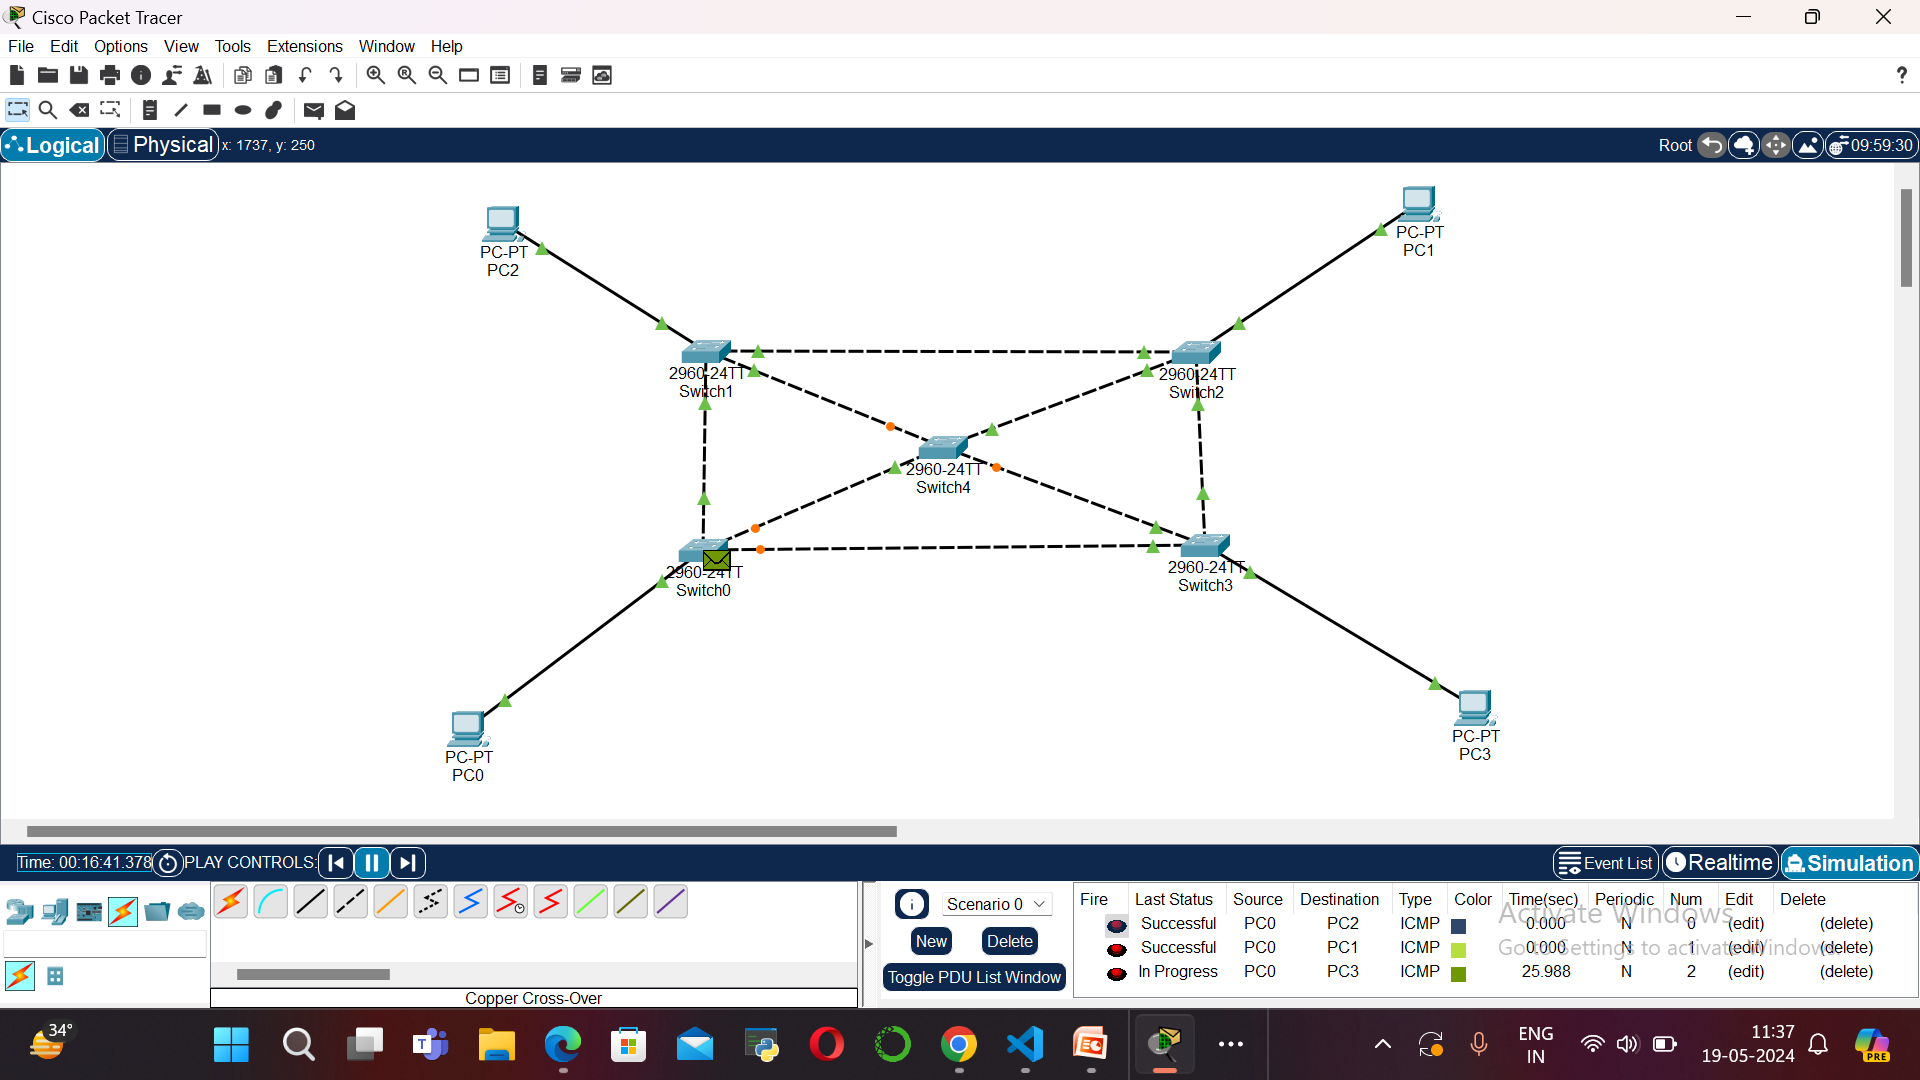 Cisco Packet Tracer
File Edit Options View Tools Extensions Window Help
?
Logical Physical x: 1737, y: 250 Root 09:59:30
PC-PT
PC2
PC-PT
PC1
2960-24TT
Switch1
2960-24TT
Switch2
2960-24TT
Switch4
2960-24TT
Switch0
2960-24TT
Switch3
PC-PT
PC0
PC-PT
PC3
Time: 00:16:41.378 PLAY CONTROLS: Event List Realtime Simulation
Scenario 0
New Delete
Toggle PDU List Window
Copper Cross-Over
Fire Last Status Source Destination Type Color Time(sec) Periodic Num Edit Delete
Successful PC0 PC2 ICMP 0.000 N 0 (edit) (delete)
Successful PC0 PC1 ICMP 0.000 N 1 (edit) (delete)
In Progress PC0 PC3 ICMP 25.988 N 2 (edit) (delete)
Activate Windows
Go to Settings to activate Windows.
34°
ENG
IN
11:37
19-05-2024
PRE